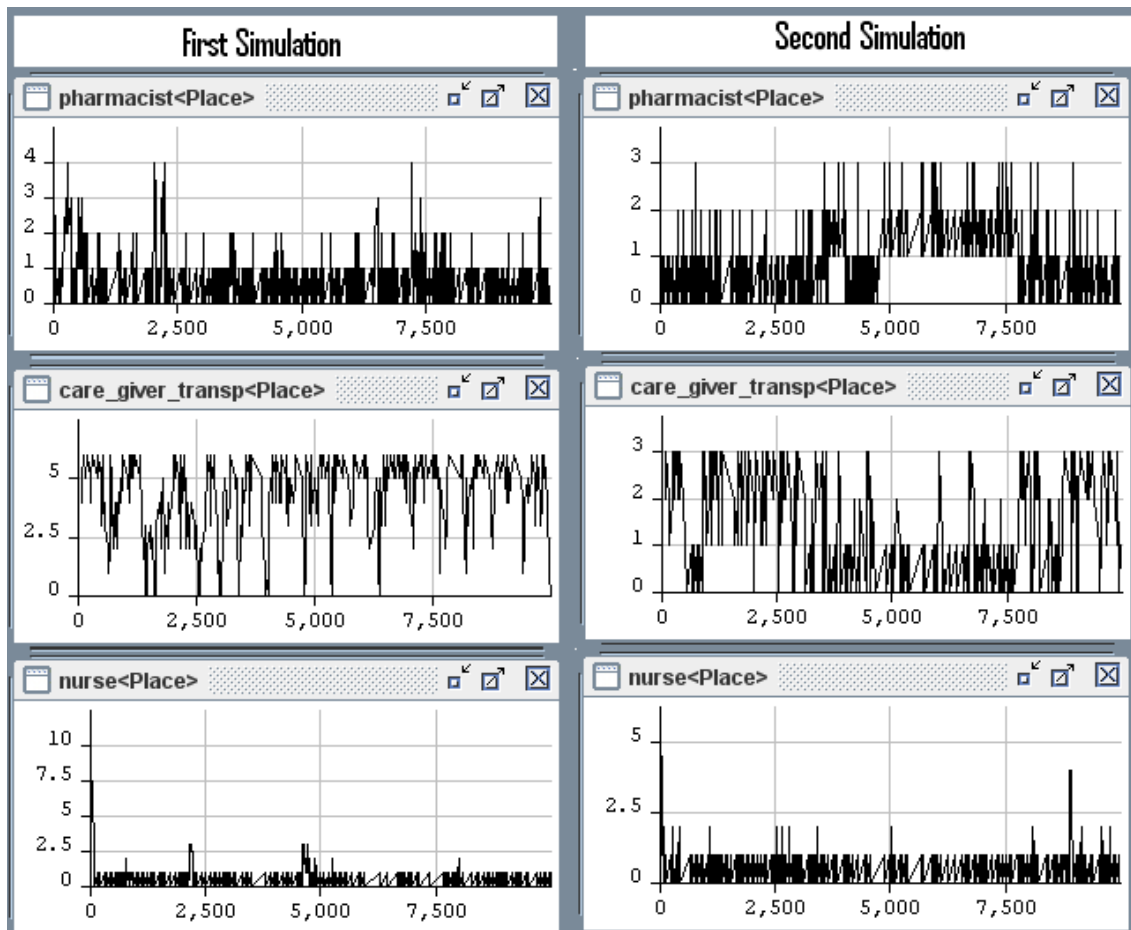 First Simulation
Second Simulation
pharmacist<Place>
4
3
2
1
0
0 2,500 5,000 7,500
pharmacist<Place>
3
2
1
0
0 2,500 5,000 7,500
care_giver_transp<Place>
5
2.5
0
0 2,500 5,000 7,500
care_giver_transp<Place>
3
2
1
0
0 2,500 5,000 7,500
nurse<Place>
10
7.5
5
2.5
0
0 2,500 5,000 7,500
nurse<Place>
5
2.5
0
0 2,500 5,000 7,500